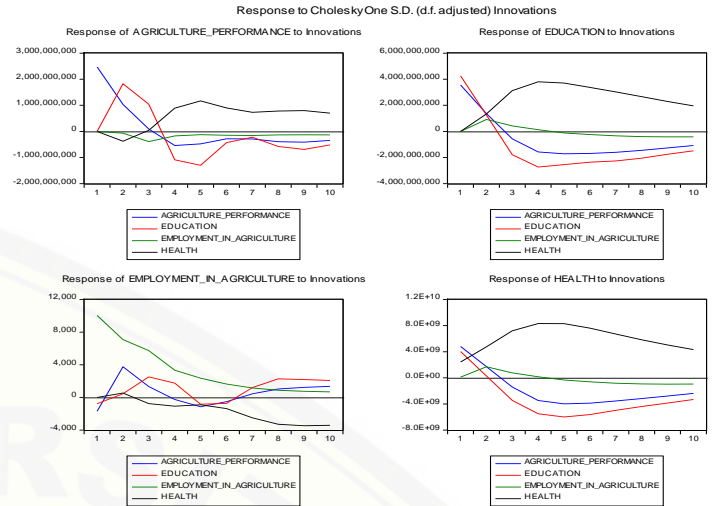 Response to Cholesky One S.D. (d.f. adjusted) Innovations
Response of AGRICULTURE_PERFORMANCE to Innovations
3,000,000,000
2,000,000,000
1,000,000,000
0
-1,000,000,000
-2,000,000,000
1 2 3 4 5 6 7 8 9 10
AGRICULTURE_PERFORMANCE
EDUCATION
EMPLOYMENT_IN_AGRICULTURE
HEALTH
Response of EDUCATION to Innovations
6,000,000,000
4,000,000,000
2,000,000,000
0
-2,000,000,000
-4,000,000,000
1 2 3 4 5 6 7 8 9 10
AGRICULTURE_PERFORMANCE
EDUCATION
EMPLOYMENT_IN_AGRICULTURE
HEALTH
Response of EMPLOYMENT_IN_AGRICULTURE to Innovations
12,000
8,000
4,000
0
-4,000
1 2 3 4 5 6 7 8 9 10
AGRICULTURE_PERFORMANCE
EDUCATION
EMPLOYMENT_IN_AGRICULTURE
HEALTH
Response of HEALTH to Innovations
1.2E+10
8.0E+09
4.0E+09
0.0E+00
-4.0E+09
-8.0E+09
1 2 3 4 5 6 7 8 9 10
AGRICULTURE_PERFORMANCE
EDUCATION
EMPLOYMENT_IN_AGRICULTURE
HEALTH